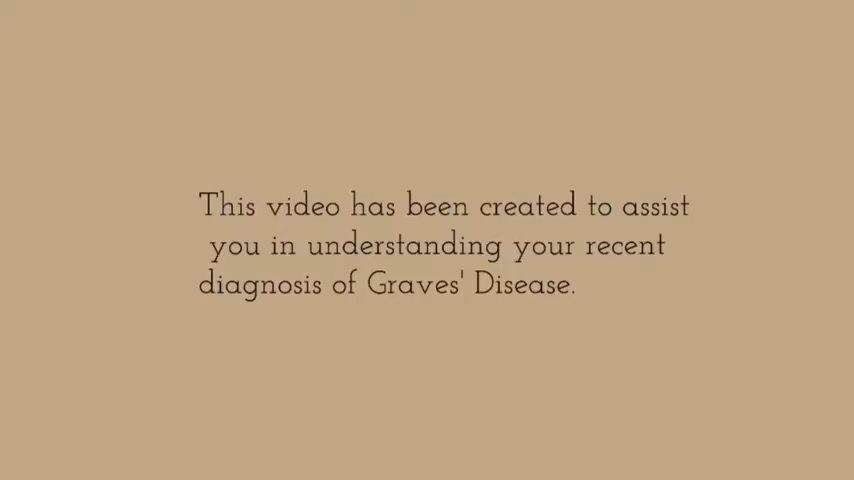 This video has been created to assist
you in understanding your recent
diagnosis of Graves' Disease.